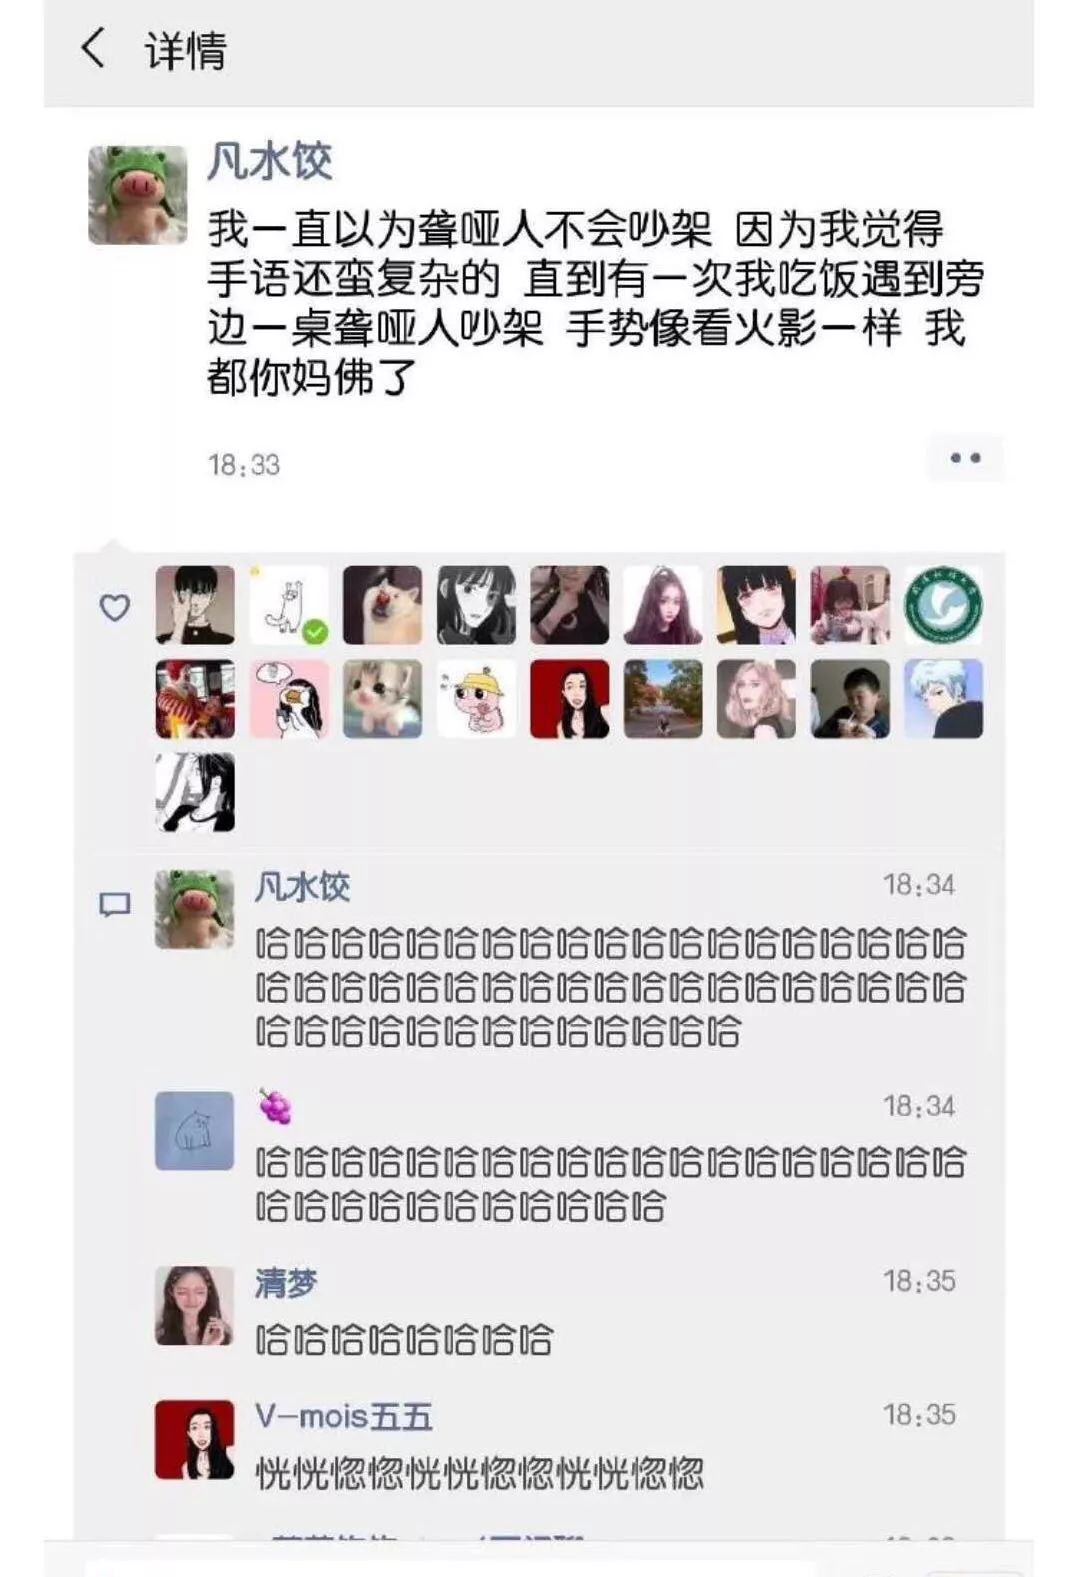 详情
凡水饺
我一直以为聋哑人不会吵架 因为我觉得
手语还蛮复杂的 直到有一次我吃饭遇到旁
边一桌聋哑人吵架 手势像看火影一样 我
都你妈佛了
18:33
凡水饺
18:34
哈哈哈哈哈哈哈哈哈哈哈哈哈哈哈哈哈哈哈
哈哈哈哈哈哈哈哈哈哈哈哈哈哈哈哈哈哈哈
哈哈哈哈哈哈哈哈哈哈哈哈哈
🍇
18:34
哈哈哈哈哈哈哈哈哈哈哈哈哈哈哈哈哈哈哈
哈哈哈哈哈哈哈哈哈哈哈
清梦
18:35
哈哈哈哈哈哈哈哈
V-mois五五
18:35
恍恍惚惚恍恍惚惚恍恍惚惚